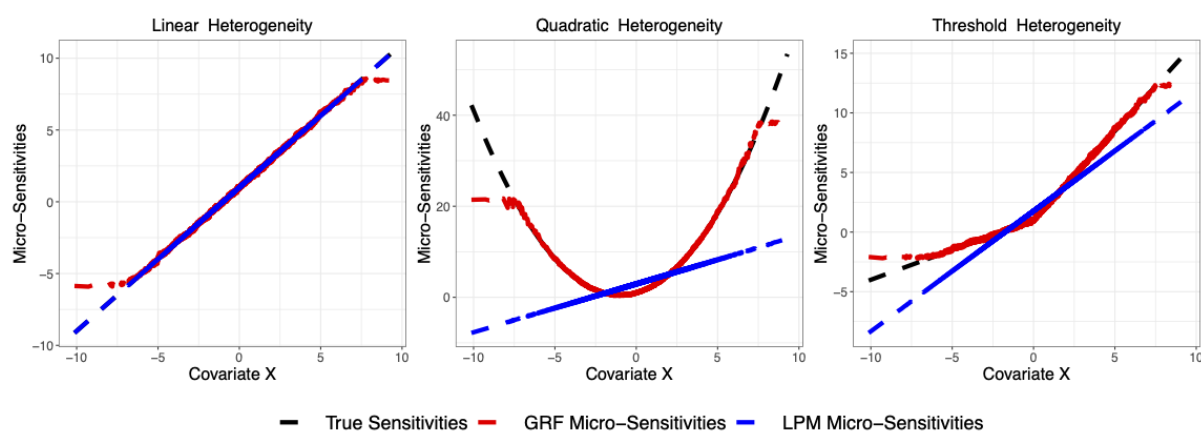 Linear Heterogeneity
Quadratic Heterogeneity
Threshold Heterogeneity
Micro−Sensitivities
10
5
0
−5
−10
−10
−5
0
5
10
Covariate X
Micro−Sensitivities
40
20
0
−10
−5
0
5
10
Covariate X
Micro−Sensitivities
15
10
5
0
−5
−10
−5
0
5
10
Covariate X
True Sensitivities GRF Micro−Sensitivities LPM Micro−Sensitivities